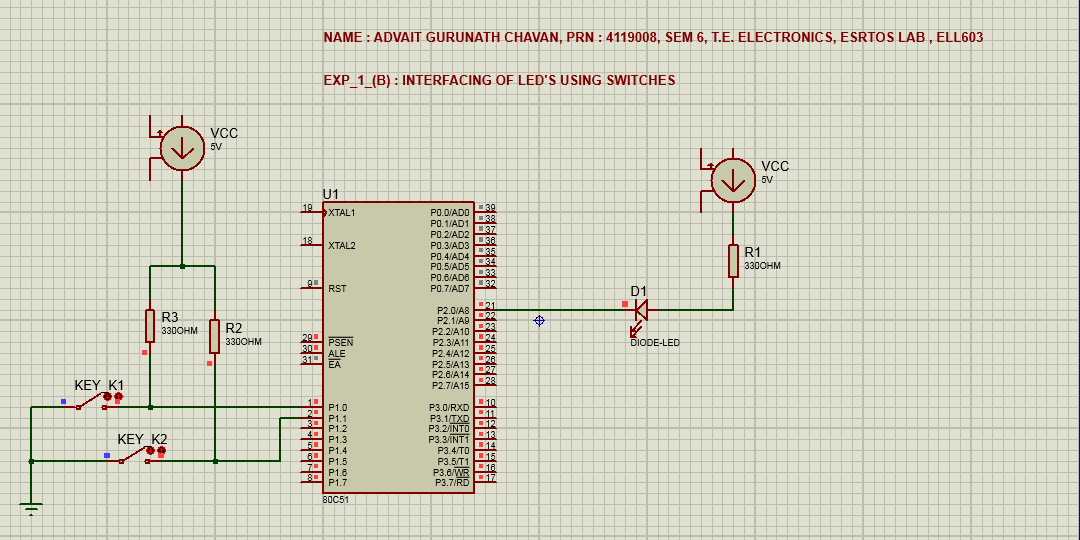 NAME : ADVAIT GURUNATH CHAVAN, PRN : 4119008, SEM 6, T.E. ELECTRONICS, ESRTOS LAB , ELL603
EXP_1_(B) : INTERFACING OF LED'S USING SWITCHES
VCC
5V
VCC
5V
U1
19 XTAL1 P0.0/AD0 39
P0.1/AD1 38
P0.2/AD2 37
18 XTAL2 P0.3/AD3 36
P0.4/AD4 35
P0.5/AD5 34
P0.6/AD6 33
9 RST P0.7/AD7 32
R1
330OHM
D1
DIODE-LED
P2.0/A8 21
P2.1/A9 22
P2.2/A10 23
29 PSEN P2.3/A11 24
30 ALE P2.4/A12 25
31 EA P2.5/A13 26
P2.6/A14 27
P2.7/A15 28
R3
330OHM
R2
330OHM
KEY K1
KEY K2
1 P1.0 P3.0/RXD 10
2 P1.1 P3.1/TXD 11
3 P1.2 P3.2/INT0 12
4 P1.3 P3.3/INT1 13
5 P1.4 P3.4/T0 14
6 P1.5 P3.5/T1 15
7 P1.6 P3.6/WR 16
8 P1.7 P3.7/RD 17
80C51